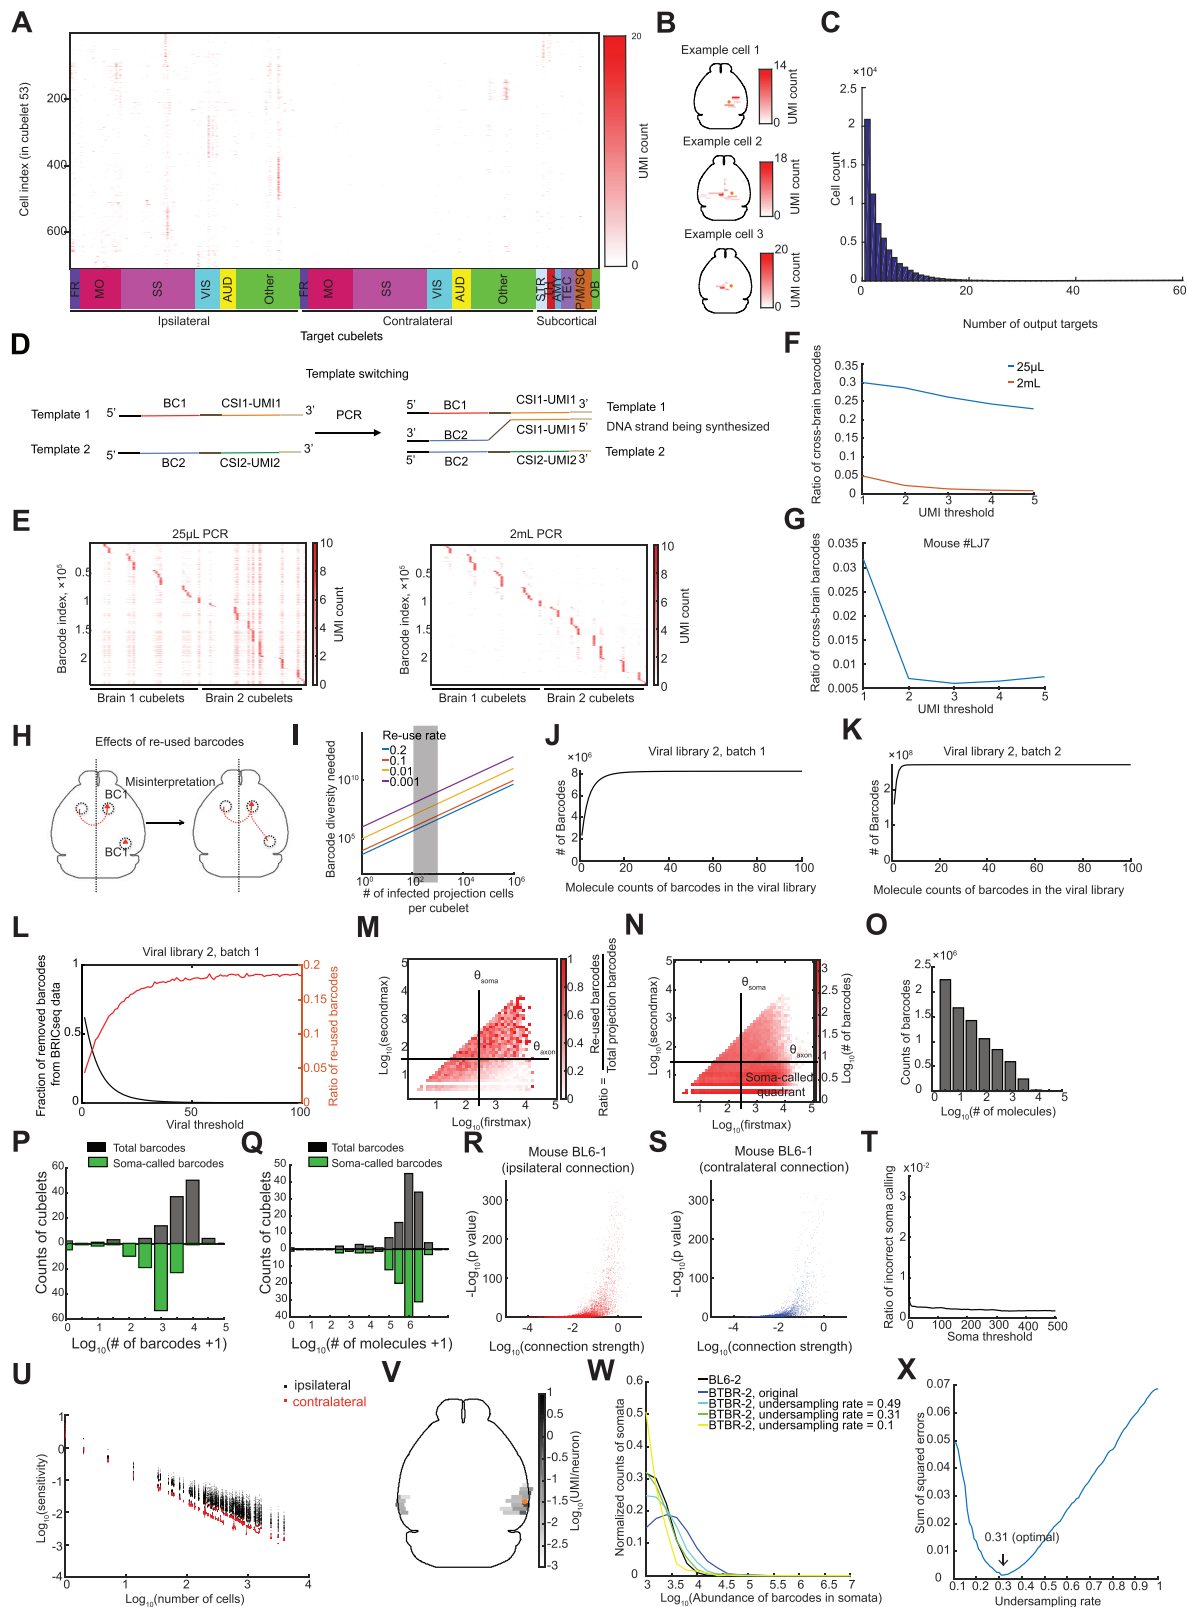 A
Cell index (in cubelet 53)
200
400
600
20
0
UMI count
FR
MO
SS
VIS
AUD
Other
FR
MO
SS
VIS
AUD
Other
STR
AMY
TEC
P/M/SC
OB
Ipsilateral
Contralateral
Subcortical
Target cubelets
B
Example cell 1
14
0
UMI count
Example cell 2
18
0
UMI count
Example cell 3
20
0
UMI count
C
×10⁴
Cell count
2.5
2
1.5
1
0.5
0
0 20 40 60
Number of output targets
D
Template switching
Template 1
5'
BC1
CSI1-UMI1
3'
Template 2
5'
BC2
CSI2-UMI2
3'
PCR
5'
BC1
CSI1-UMI1
3'
Template 1
BC2
CSI1-UMI1
5'
DNA strand being synthesized
5'
BC2
CSI2-UMI2
3'
Template 2
E
25µL PCR
Barcode index, ×10⁵
0.5
1
1.5
2
10
8
6
4
2
0
UMI count
Brain 1 cubelets
Brain 2 cubelets
2mL PCR
Barcode index, ×10⁵
0.5
1
1.5
2
10
8
6
4
2
0
UMI count
Brain 1 cubelets
Brain 2 cubelets
F
25µL
2mL
Ratio of cross-brain barcodes
0.35
0.3
0.25
0.2
0.15
0.1
0.05
0
1 2 3 4 5
UMI threshold
G
Mouse #LJ7
Ratio of cross-brain barcodes
0.035
0.03
0.025
0.02
0.015
0.01
0.005
1 2 3 4 5
UMI threshold
H
Effects of re-used barcodes
Misinterpretation
BC1
BC1
I
Re-use rate
0.2
0.1
0.01
0.001
Barcode diversity needed
10¹⁰
10⁵
10⁰ 10² 10⁴ 10⁶
# of infected projection cells
per cubelet
J
×10⁶
Viral library 2, batch 1
# of Barcodes
8
6
4
2
0
0 20 40 60 80 100
Molecule counts of barcodes in the viral library
K
×10⁸
Viral library 2, batch 2
# of Barcodes
2
1
0
0 20 40 60 80 100
Molecule counts of barcodes in the viral library
L
Viral library 2, batch 1
Fraction of removed barcodes
from BRICseq data
1
0.5
0
0 50 100
Viral threshold
0.2
0.15
0.1
0.05
0
Ratio of re-used barcodes
M
Log₁₀(secondmax)
5
4
3
2
1
θsoma
θaxon
1 2 3 4 5
Log₁₀(firstmax)
1
0.8
0.6
0.4
0.2
0
Ratio = Re-used barcodes
Total projection barcodes
N
Log₁₀(secondmax)
5
4
3
2
1
θsoma
θaxon
Soma-called
quadrant
1 2 3 4 5
Log₁₀(firstmax)
3
2.5
2
1.5
1
0.5
0
Log₁₀(# of barcodes)
O
×10⁶
Counts of barcodes
2.5
2
1.5
1
0.5
0
0 1 2 3 4 5
Log₁₀(# of molecules)
P
Total barcodes
Soma-called barcodes
Counts of cubelets
60
40
20
0
20
40
60
0 1 2 3 4 5
Log₁₀(# of barcodes +1)
Q
Total barcodes
Soma-called barcodes
Counts of cubelets
50
40
30
20
10
0
10
20
30
40
0 1 2 3 4 5 6
Log₁₀(# of molecules +1)
R
Mouse BL6-1
(ipsilateral connection)
-Log₁₀(p value)
300
200
100
0
-4 -2 0
Log₁₀(connection strength)
S
Mouse BL6-1
(contralateral connection)
-Log₁₀(p value)
300
200
100
0
-4 -2 0
Log₁₀(connection strength)
T
×10⁻²
Ratio of incorrect soma calling
3
2
1
0
0 100 200 300 400 500
Soma threshold
U
ipsilateral
contralateral
Log₁₀(sensitivity)
1
0
-1
-2
-3
-4
0 1 2 3 4
Log₁₀(number of cells)
V
1
0.5
0
-0.5
-1
-1.5
-2
-2.5
-3
Log₁₀(UMI/neuron)
W
BL6-2
BTBR-2, original
BTBR-2, undersampling rate = 0.49
BTBR-2, undersampling rate = 0.31
BTBR-2, undersampling rate = 0.1
Normalized counts of somata
0.6
0.5
0.4
0.3
0.2
0.1
0
3 3.5 4 4.5 5 5.5 6 6.5 7
Log₁₀(Abundance of barcodes in somata)
X
Sum of squared errors
0.07
0.06
0.05
0.04
0.03
0.02
0.01
0
0.31 (optimal)
0.1 0.2 0.3 0.4 0.5 0.6 0.7 0.8 0.9 1
Undersampling rate